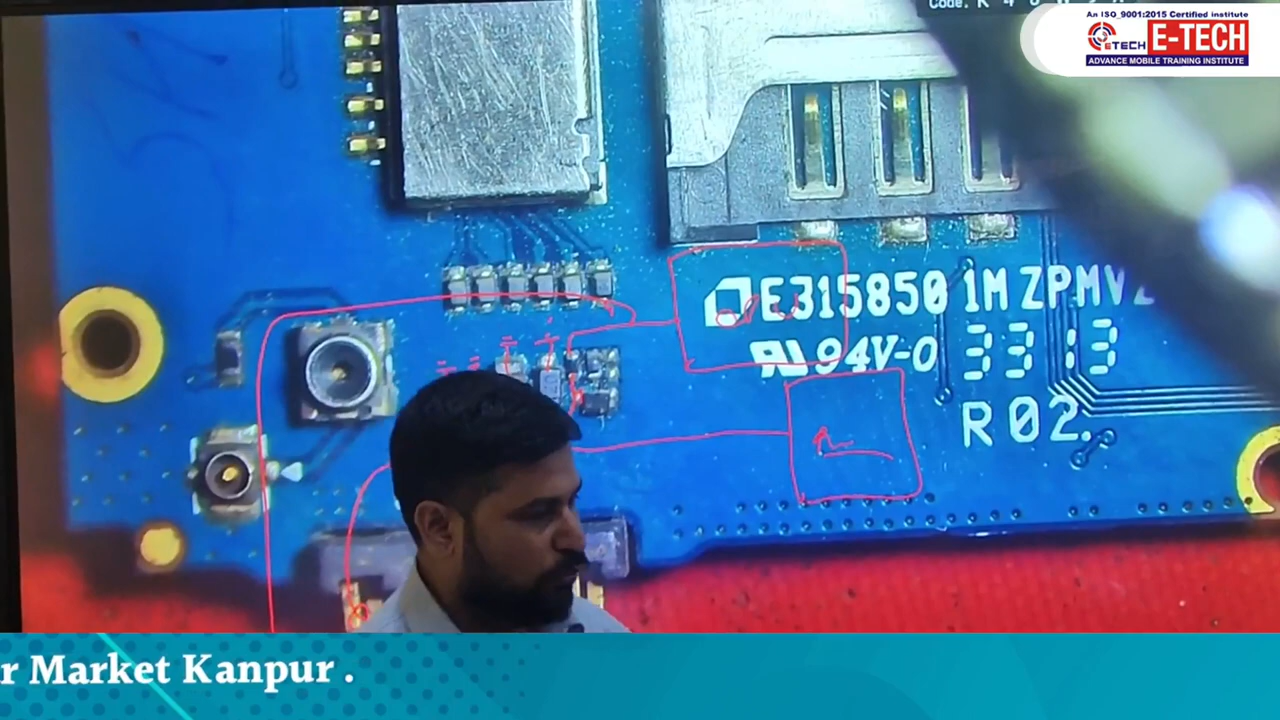 Code.
An ISO 9001:2015 Certified institute
ETECH E-TECH
ADVANCE MOBILE TRAINING INSTITUTE
E315850 1M ZPMV
94V-0 33 13
R02.
r Market Kanpur .